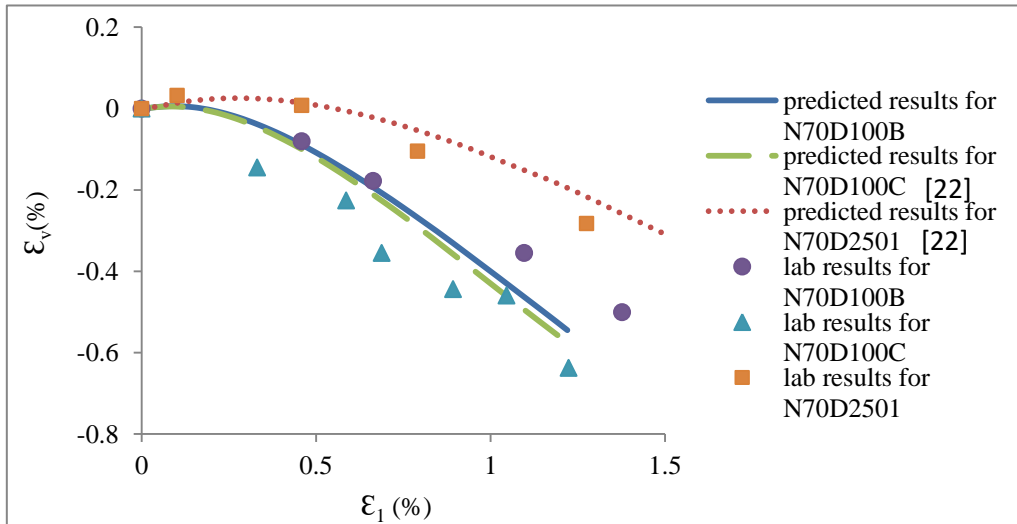 0.2
0
-0.2
-0.4
-0.6
-0.8
Ɛv(%)
0
0.5
1
1.5
Ɛ1 (%)
predicted results for
N70D100B
predicted results for
N70D100C [22]
predicted results for
N70D2501 [22]
lab results for
N70D100B
lab results for
N70D100C
lab results for
N70D2501